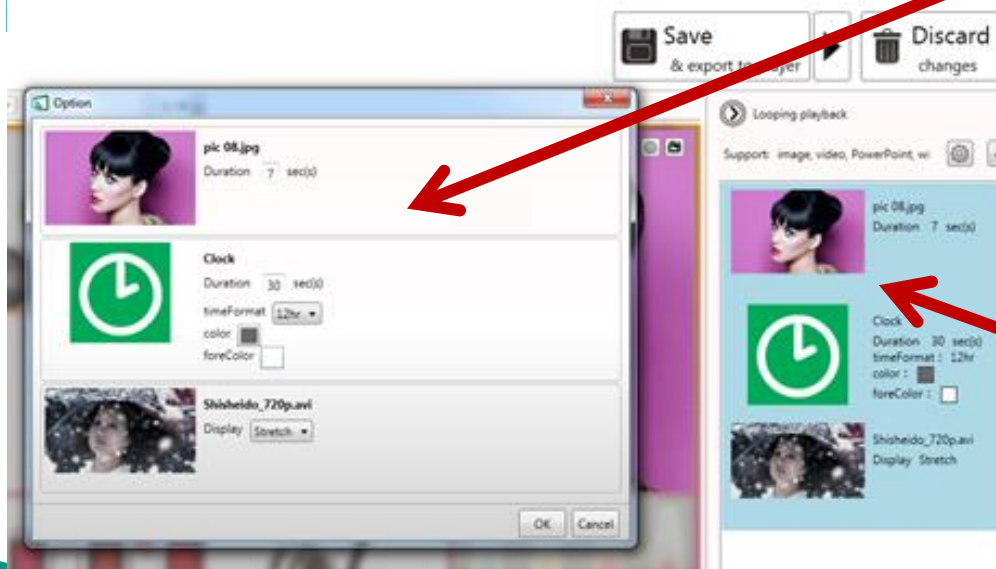 Save
& export to player
Discard
changes
Option
pic 08.jpg
Duration 7 sec(s)
Clock
Duration 30 sec(s)
timeFormat 12hr
color
foreColor
Shisheido_720p.avi
Display Stretch
OK Cancel
Looping playback
Support: image, video, PowerPoint, wi
pic 08.jpg
Duration 7 sec(s)
Clock
Duration 30 sec(s)
timeFormat : 12hr
color :
foreColor :
Shisheido_720p.avi
Display Stretch